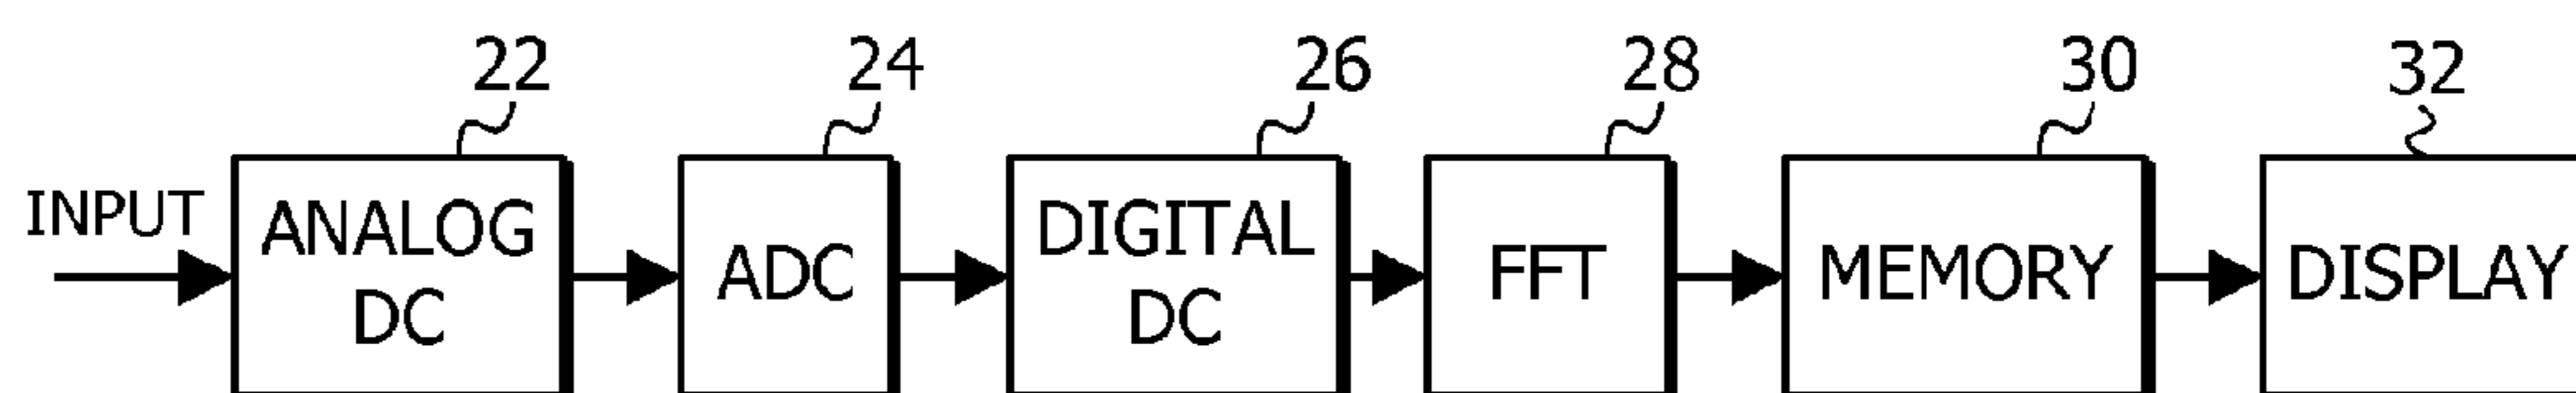 22 24 26 28 30 32
INPUT
ANALOG
DC
ADC
DIGITAL
DC
FFT
MEMORY
DISPLAY